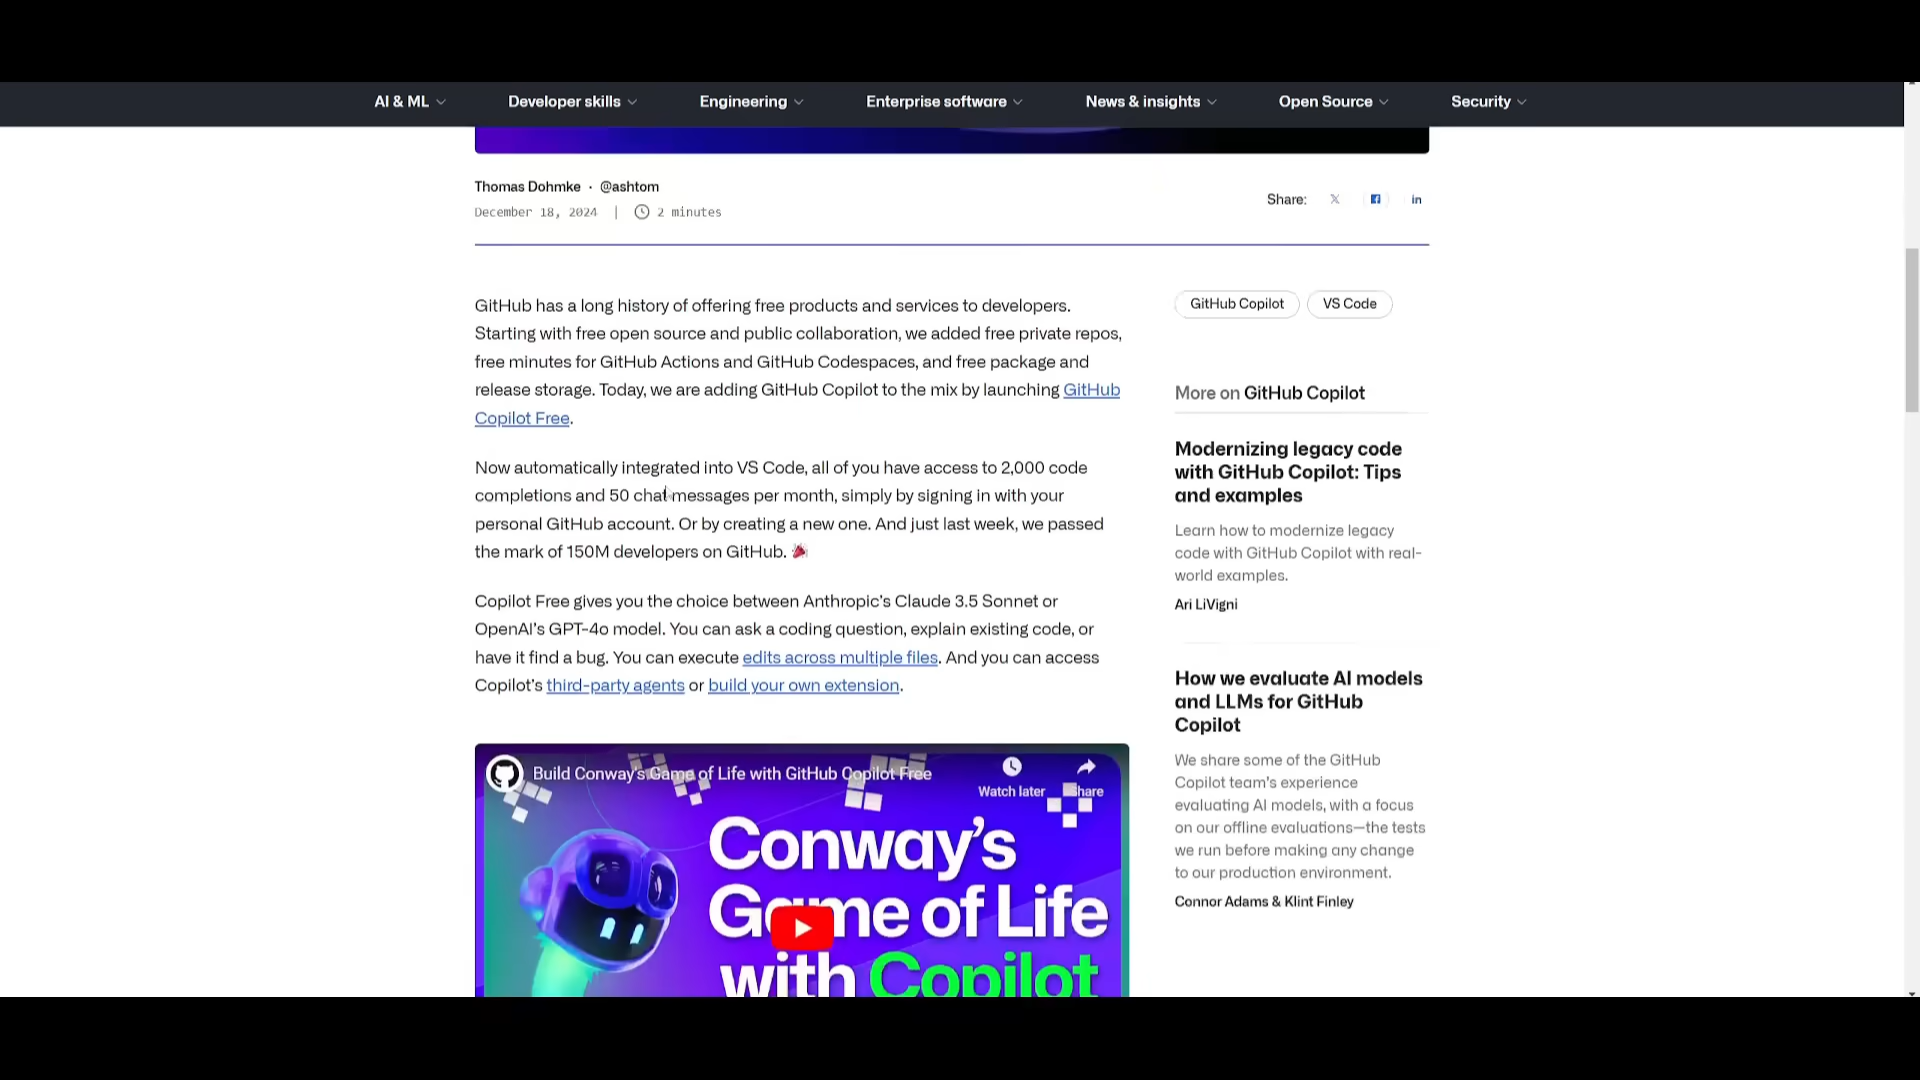 AI & ML
Developer skills
Engineering
Enterprise software
News & insights
Open Source
Security
Thomas Dohmke · @ashtom
December 18, 2024 | 2 minutes
Share:
GitHub has a long history of offering free products and services to developers.
Starting with free open source and public collaboration, we added free private repos,
free minutes for GitHub Actions and GitHub Codespaces, and free package and
release storage. Today, we are adding GitHub Copilot to the mix by launching GitHub
Copilot Free.
Now automatically integrated into VS Code, all of you have access to 2,000 code
completions and 50 chat messages per month, simply by signing in with your
personal GitHub account. Or by creating a new one. And just last week, we passed
the mark of 150M developers on GitHub. 🎉
Copilot Free gives you the choice between Anthropic's Claude 3.5 Sonnet or
OpenAI's GPT-4o model. You can ask a coding question, explain existing code, or
have it find a bug. You can execute edits across multiple files. And you can access
Copilot's third-party agents or build your own extension.
Build Conway's Game of Life with GitHub Copilot Free
Watch later
Share
Conway's
Game of Life
with Copilot
GitHub Copilot
VS Code
More on GitHub Copilot
Modernizing legacy code
with GitHub Copilot: Tips
and examples
Learn how to modernize legacy
code with GitHub Copilot with real-
world examples.
Ari LiVigni
How we evaluate AI models
and LLMs for GitHub
Copilot
We share some of the GitHub
Copilot team's experience
evaluating AI models, with a focus
on our offline evaluations—the tests
we run before making any change
to our production environment.
Connor Adams & Klint Finley